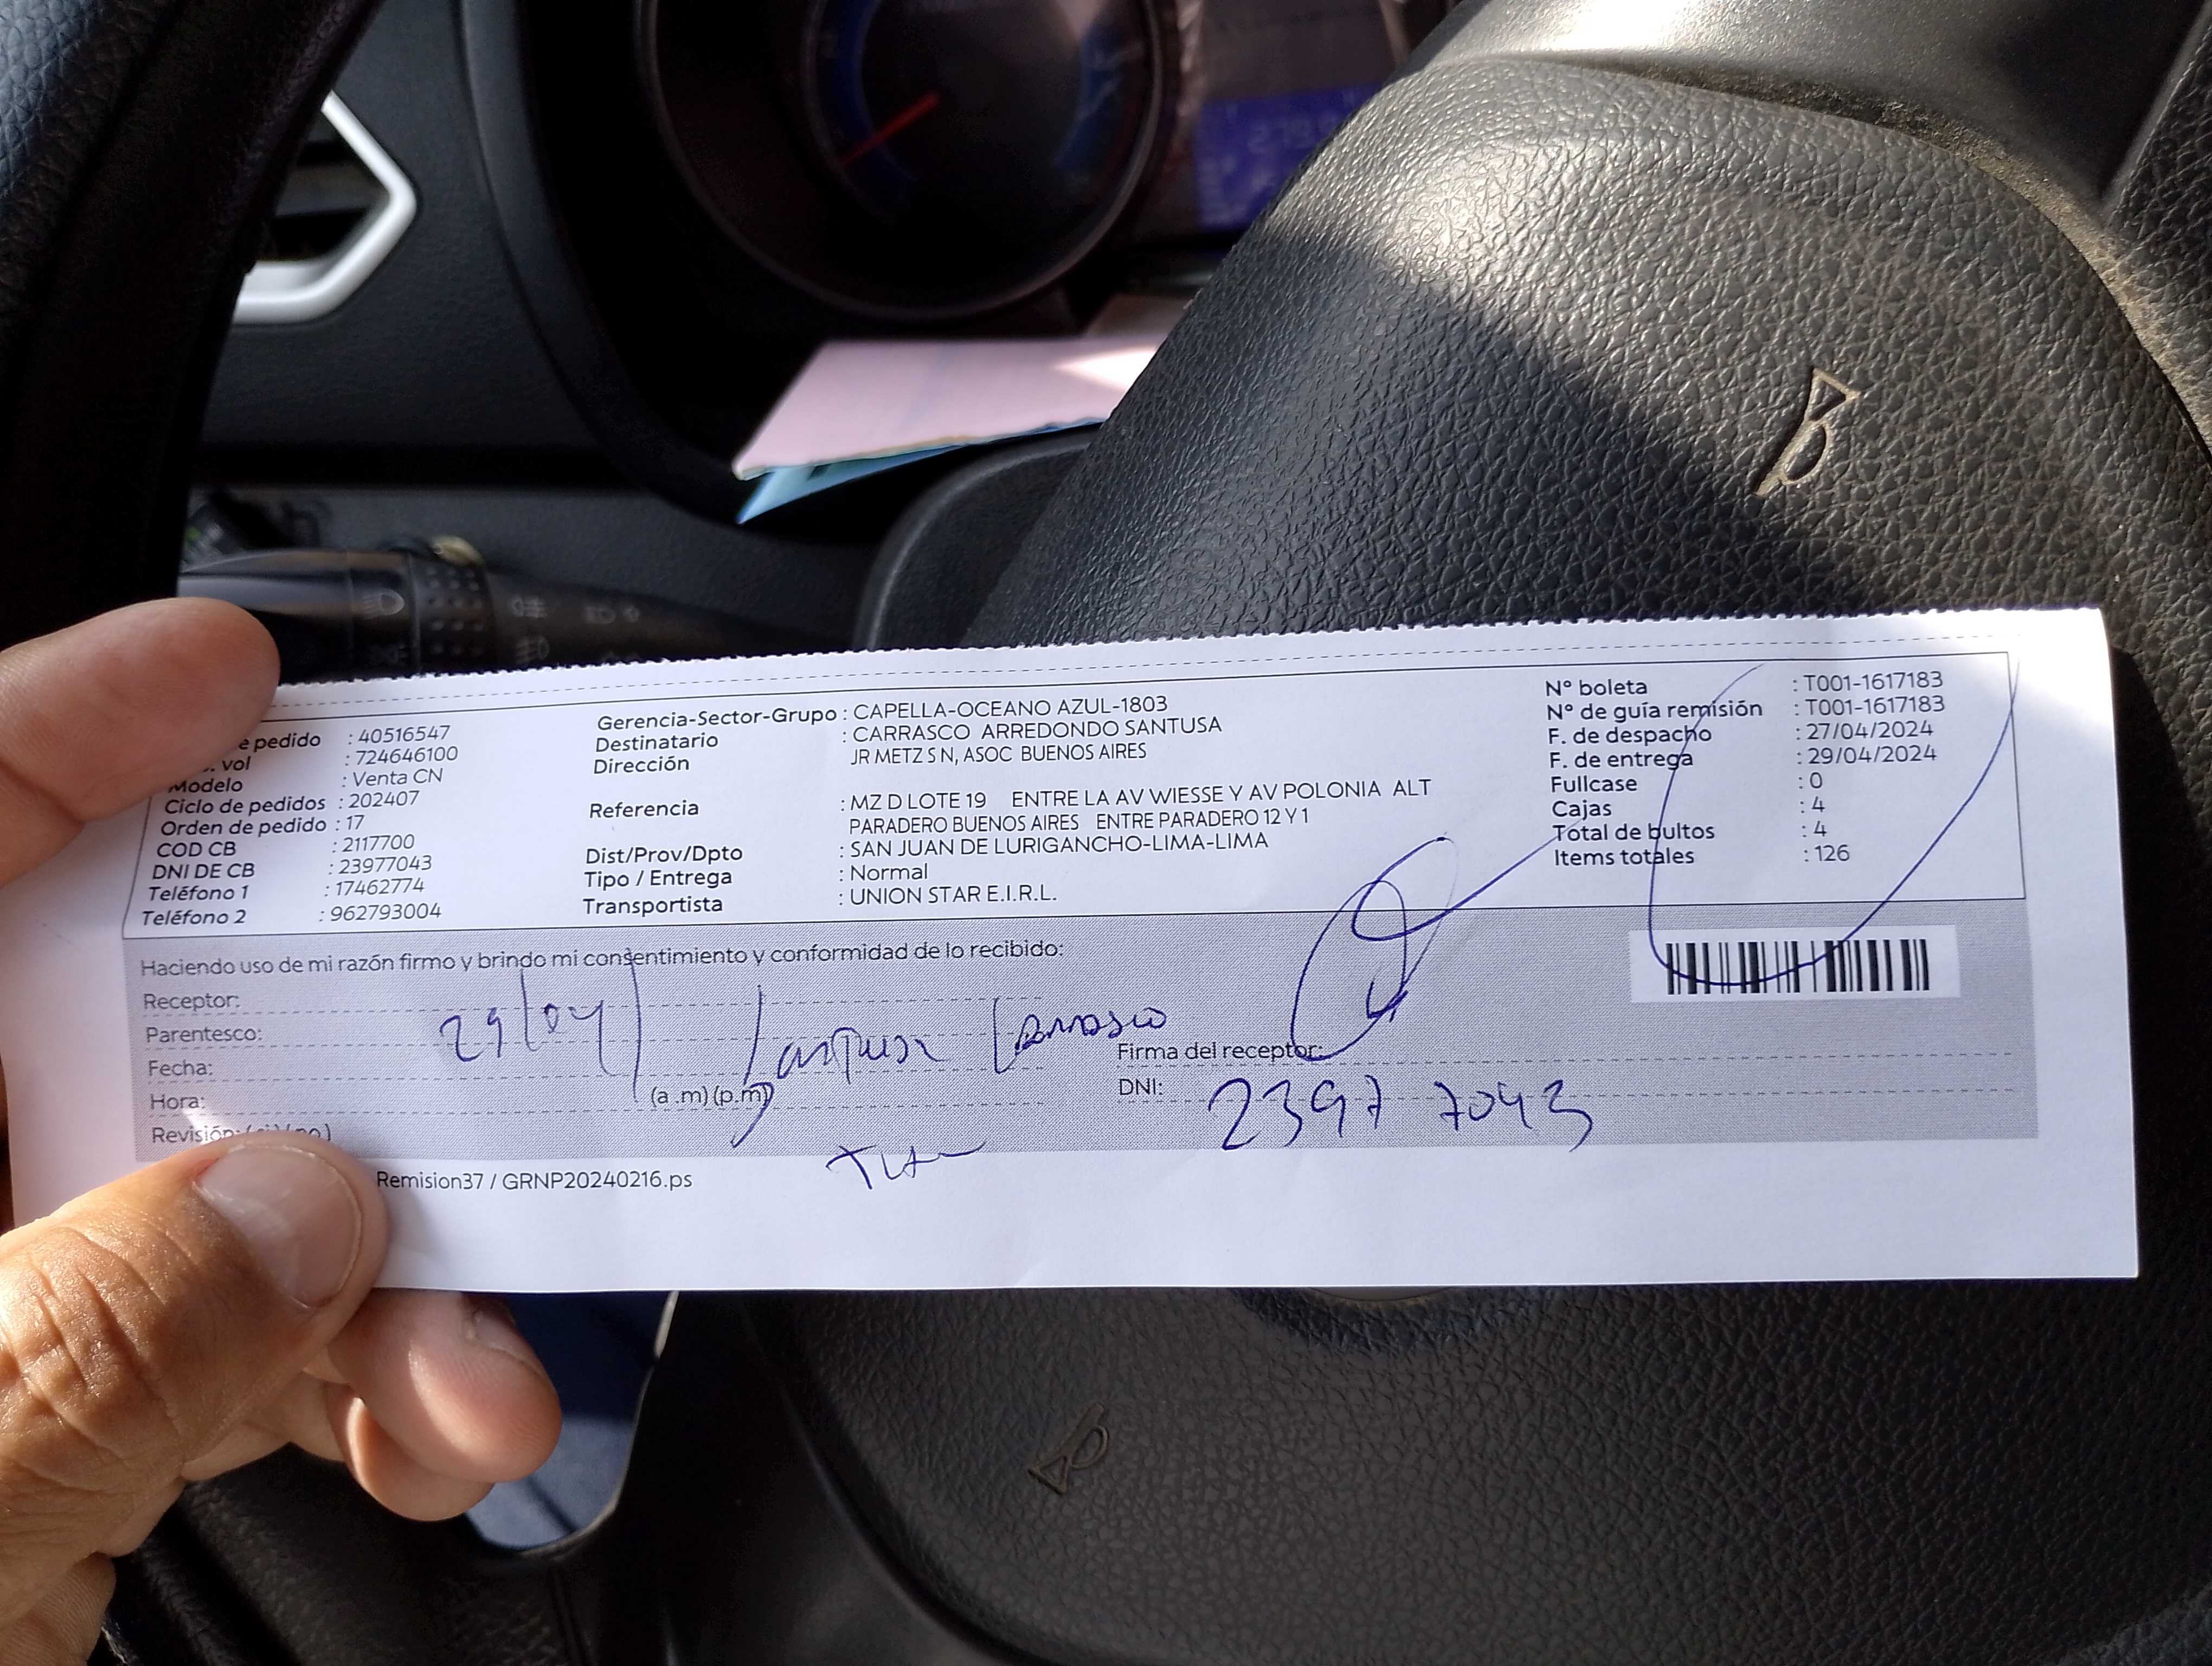 e pedido : 40516547
. vol : 724646100
Modelo : Venta CN
Ciclo de pedidos : 202407
Orden de pedido : 17
COD CB : 2117700
DNI DE CB : 23977043
Teléfono 1 : 17462774
Teléfono 2 : 962793004
Gerencia-Sector-Grupo : CAPELLA-OCEANO AZUL-1803
Destinatario : CARRASCO ARREDONDO SANTUSA
Dirección JR METZ S N, ASOC BUENOS AIRES
Referencia : MZ D LOTE 19 ENTRE LA AV WIESSE Y AV POLONIA ALT
PARADERO BUENOS AIRES ENTRE PARADERO 12 Y 1
Dist/Prov/Dpto : SAN JUAN DE LURIGANCHO-LIMA-LIMA
Tipo / Entrega : Normal
Transportista : UNION STAR E.I.R.L.
N° boleta : T001-1617183
N° de guía remisión : T001-1617183
F. de despacho : 27/04/2024
F. de entrega : 29/04/2024
Fullcase : 0
Cajas : 4
Total de bultos : 4
Items totales : 126
Haciendo uso de mi razón firmo y brindo mi consentimiento y conformidad de lo recibido:
Receptor:
Parentesco: 29/04/ Santusa Carrasco
Fecha:
Hora: (a .m) (p.m)
Revisión: (si) (no)
Firma del receptor:
DNI: 2397 7043
Remision37 / GRNP20240216.ps